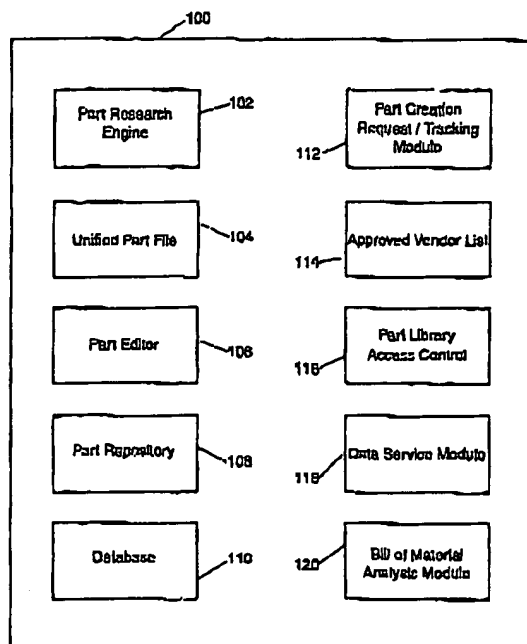 100
Part Research
Engine
102
Part Creation
Request / Tracking
Module
112
Unified Part File
104
Approved Vendor List
114
Part Editor
106
Part Library
Access Control
116
Part Repository
108
Data Service Module
118
Database
110
Bill of Material
Analysis Module
120